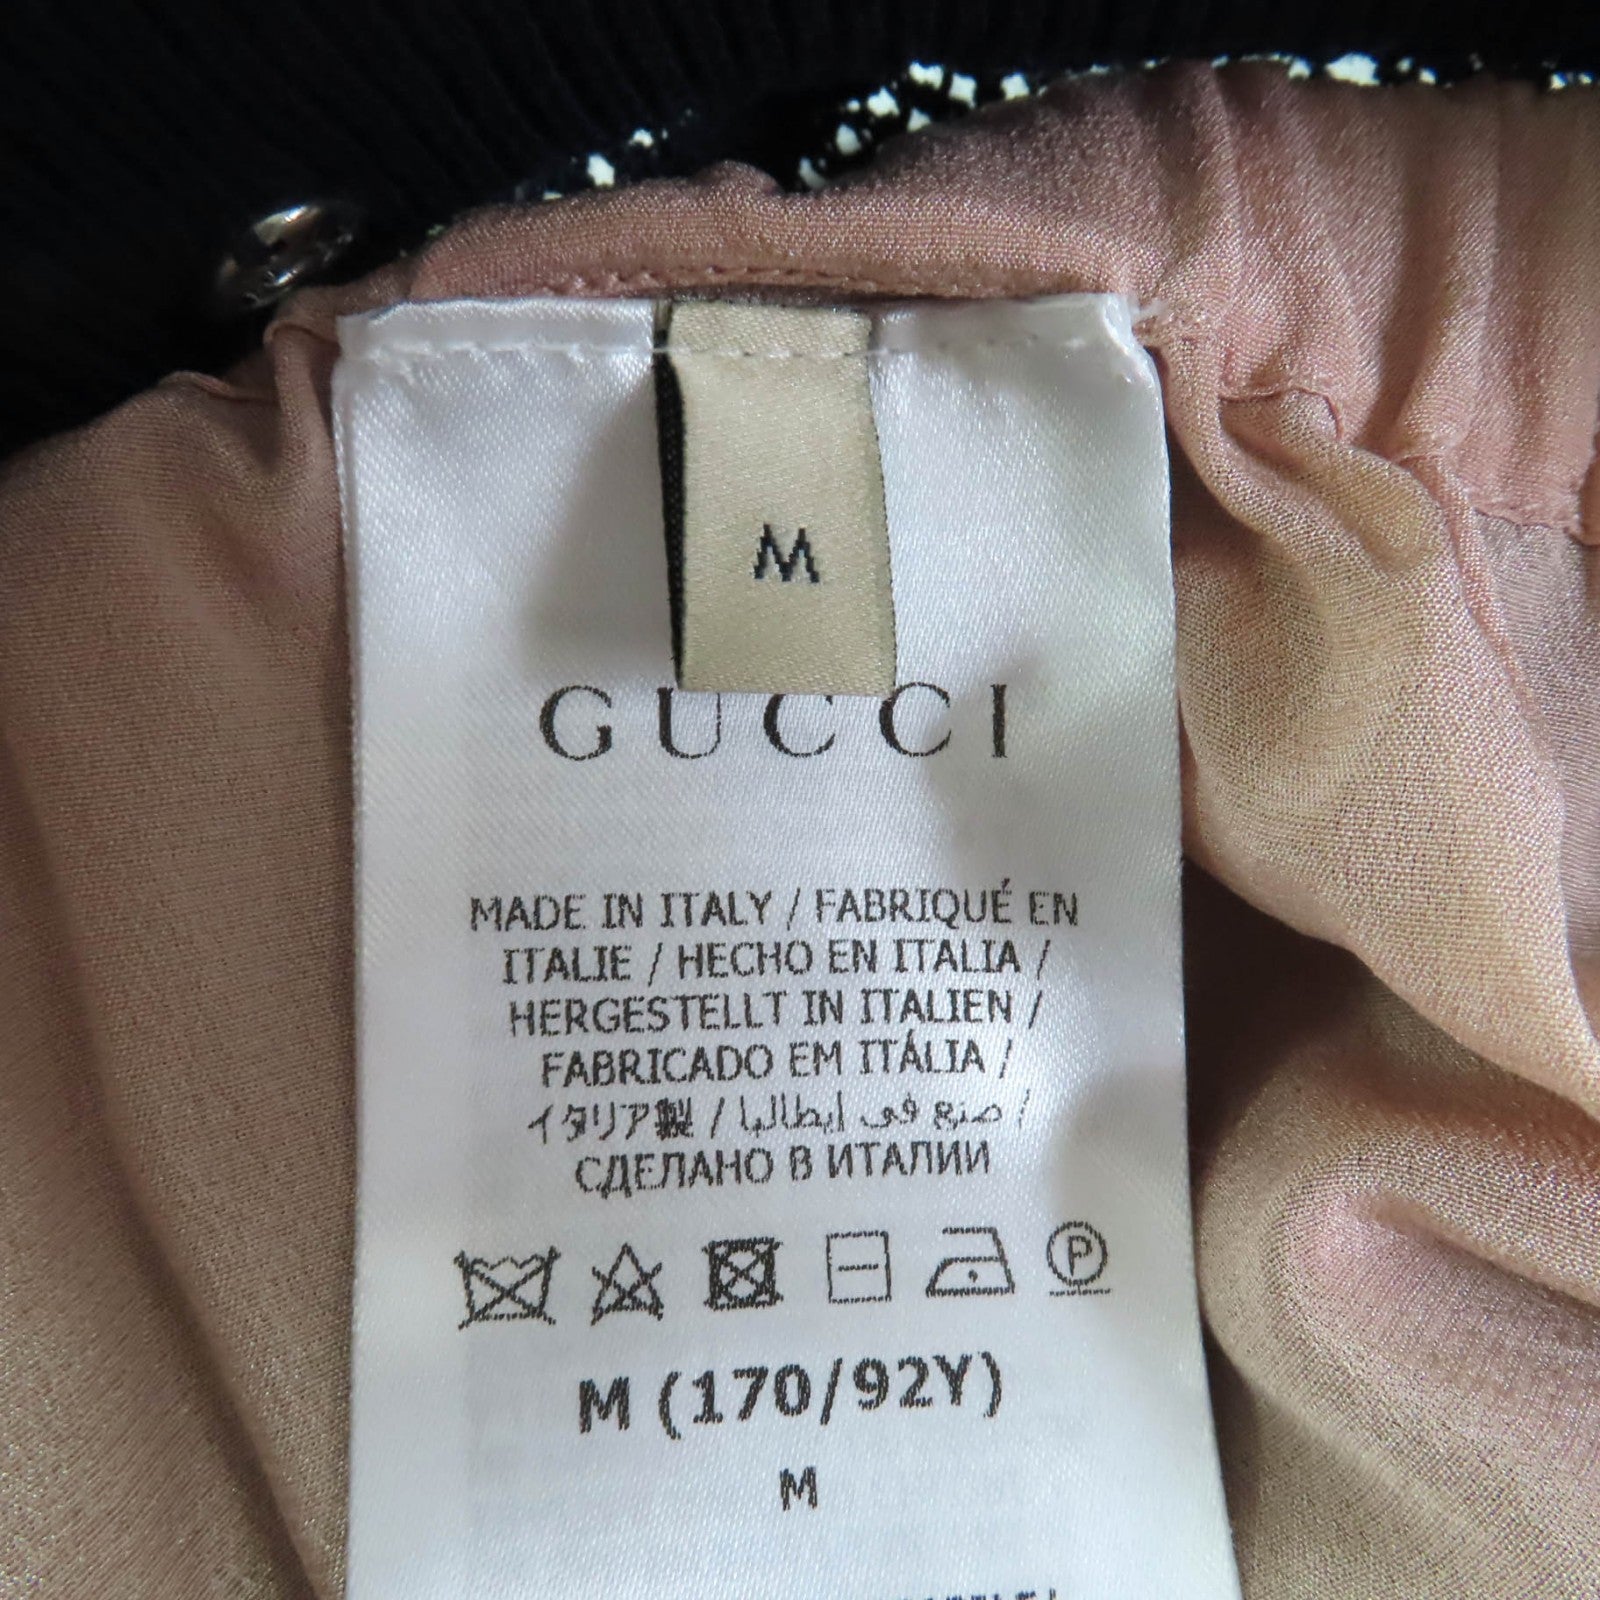 M
GUCCI
MADE IN ITALY / FABRIQUÉ EN
ITALIE / HECHO EN ITALIA /
HERGESTELLT IN ITALIEN /
FABRICADO EM ITÁLIA /
イタリア製 / صنع في إيطاليا /
СДЕЛАНО В ИТАЛИИ
P
M (170/92Y)
M